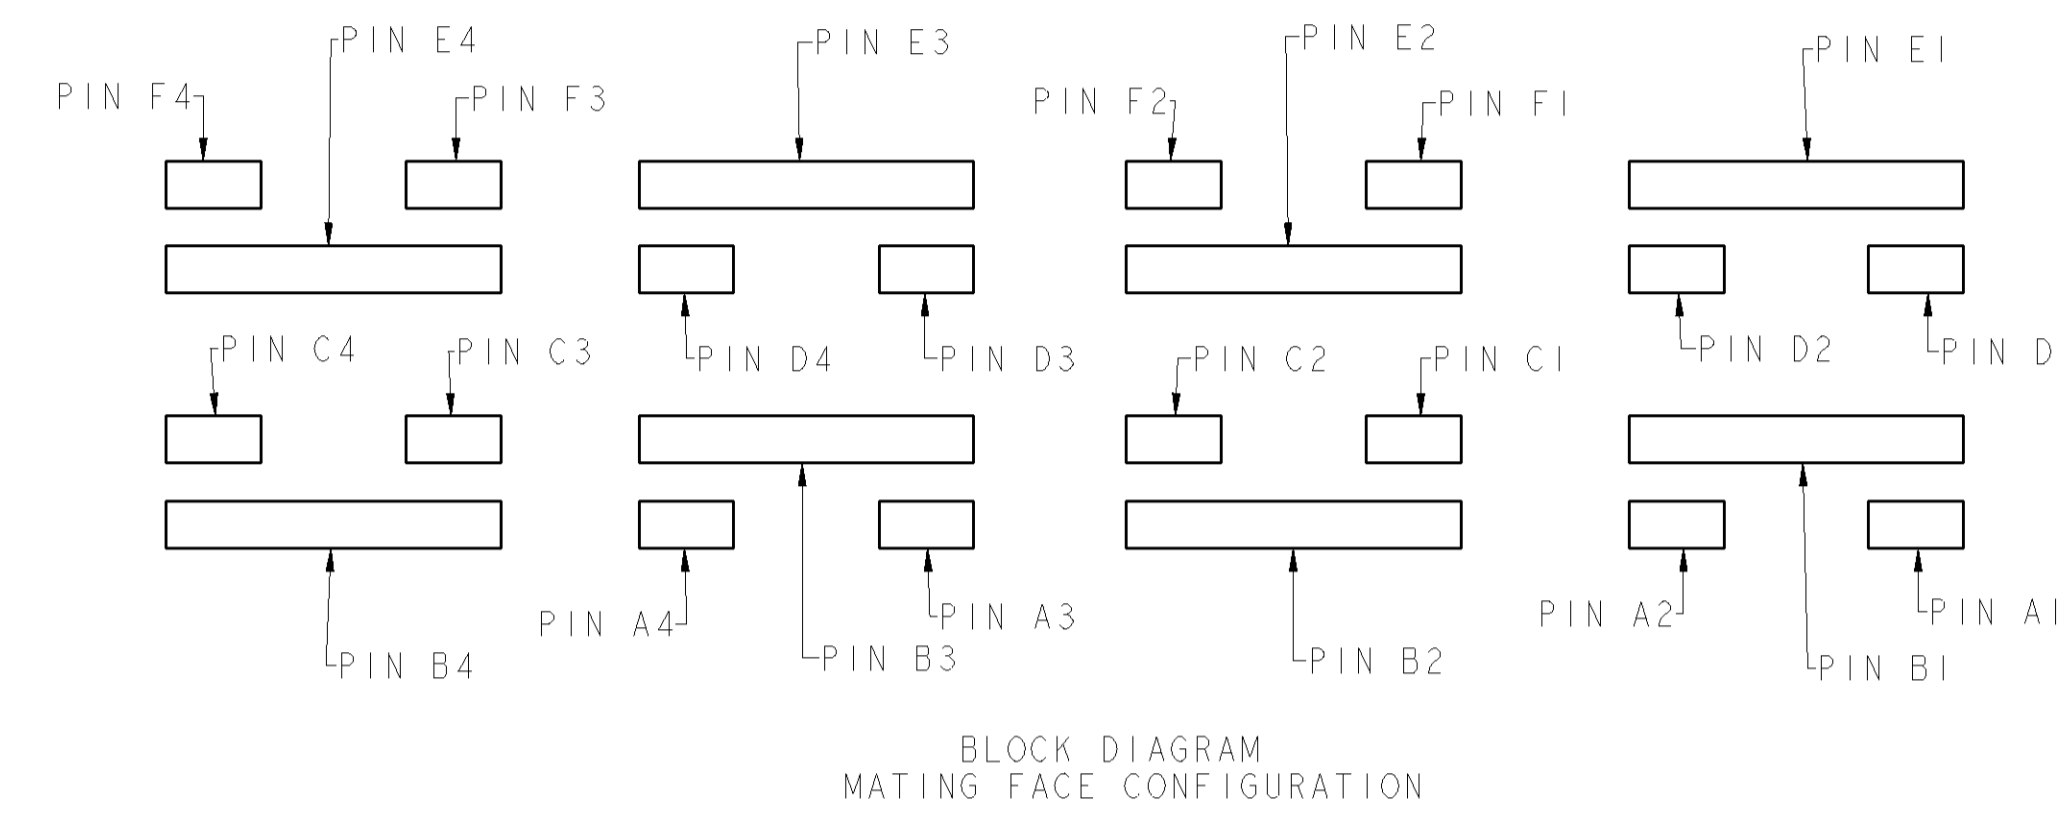 PIN E4
PIN E3
PIN E2
PIN E1
PIN F4
PIN F3
PIN F2
PIN F1
PIN C4
PIN C3
PIN D4
PIN D3
PIN C2
PIN C1
PIN D2
PIN D
PIN A4
PIN A3
PIN A2
PIN A1
PIN B4
PIN B3
PIN B2
PIN B1
BLOCK DIAGRAM
MATING FACE CONFIGURATION